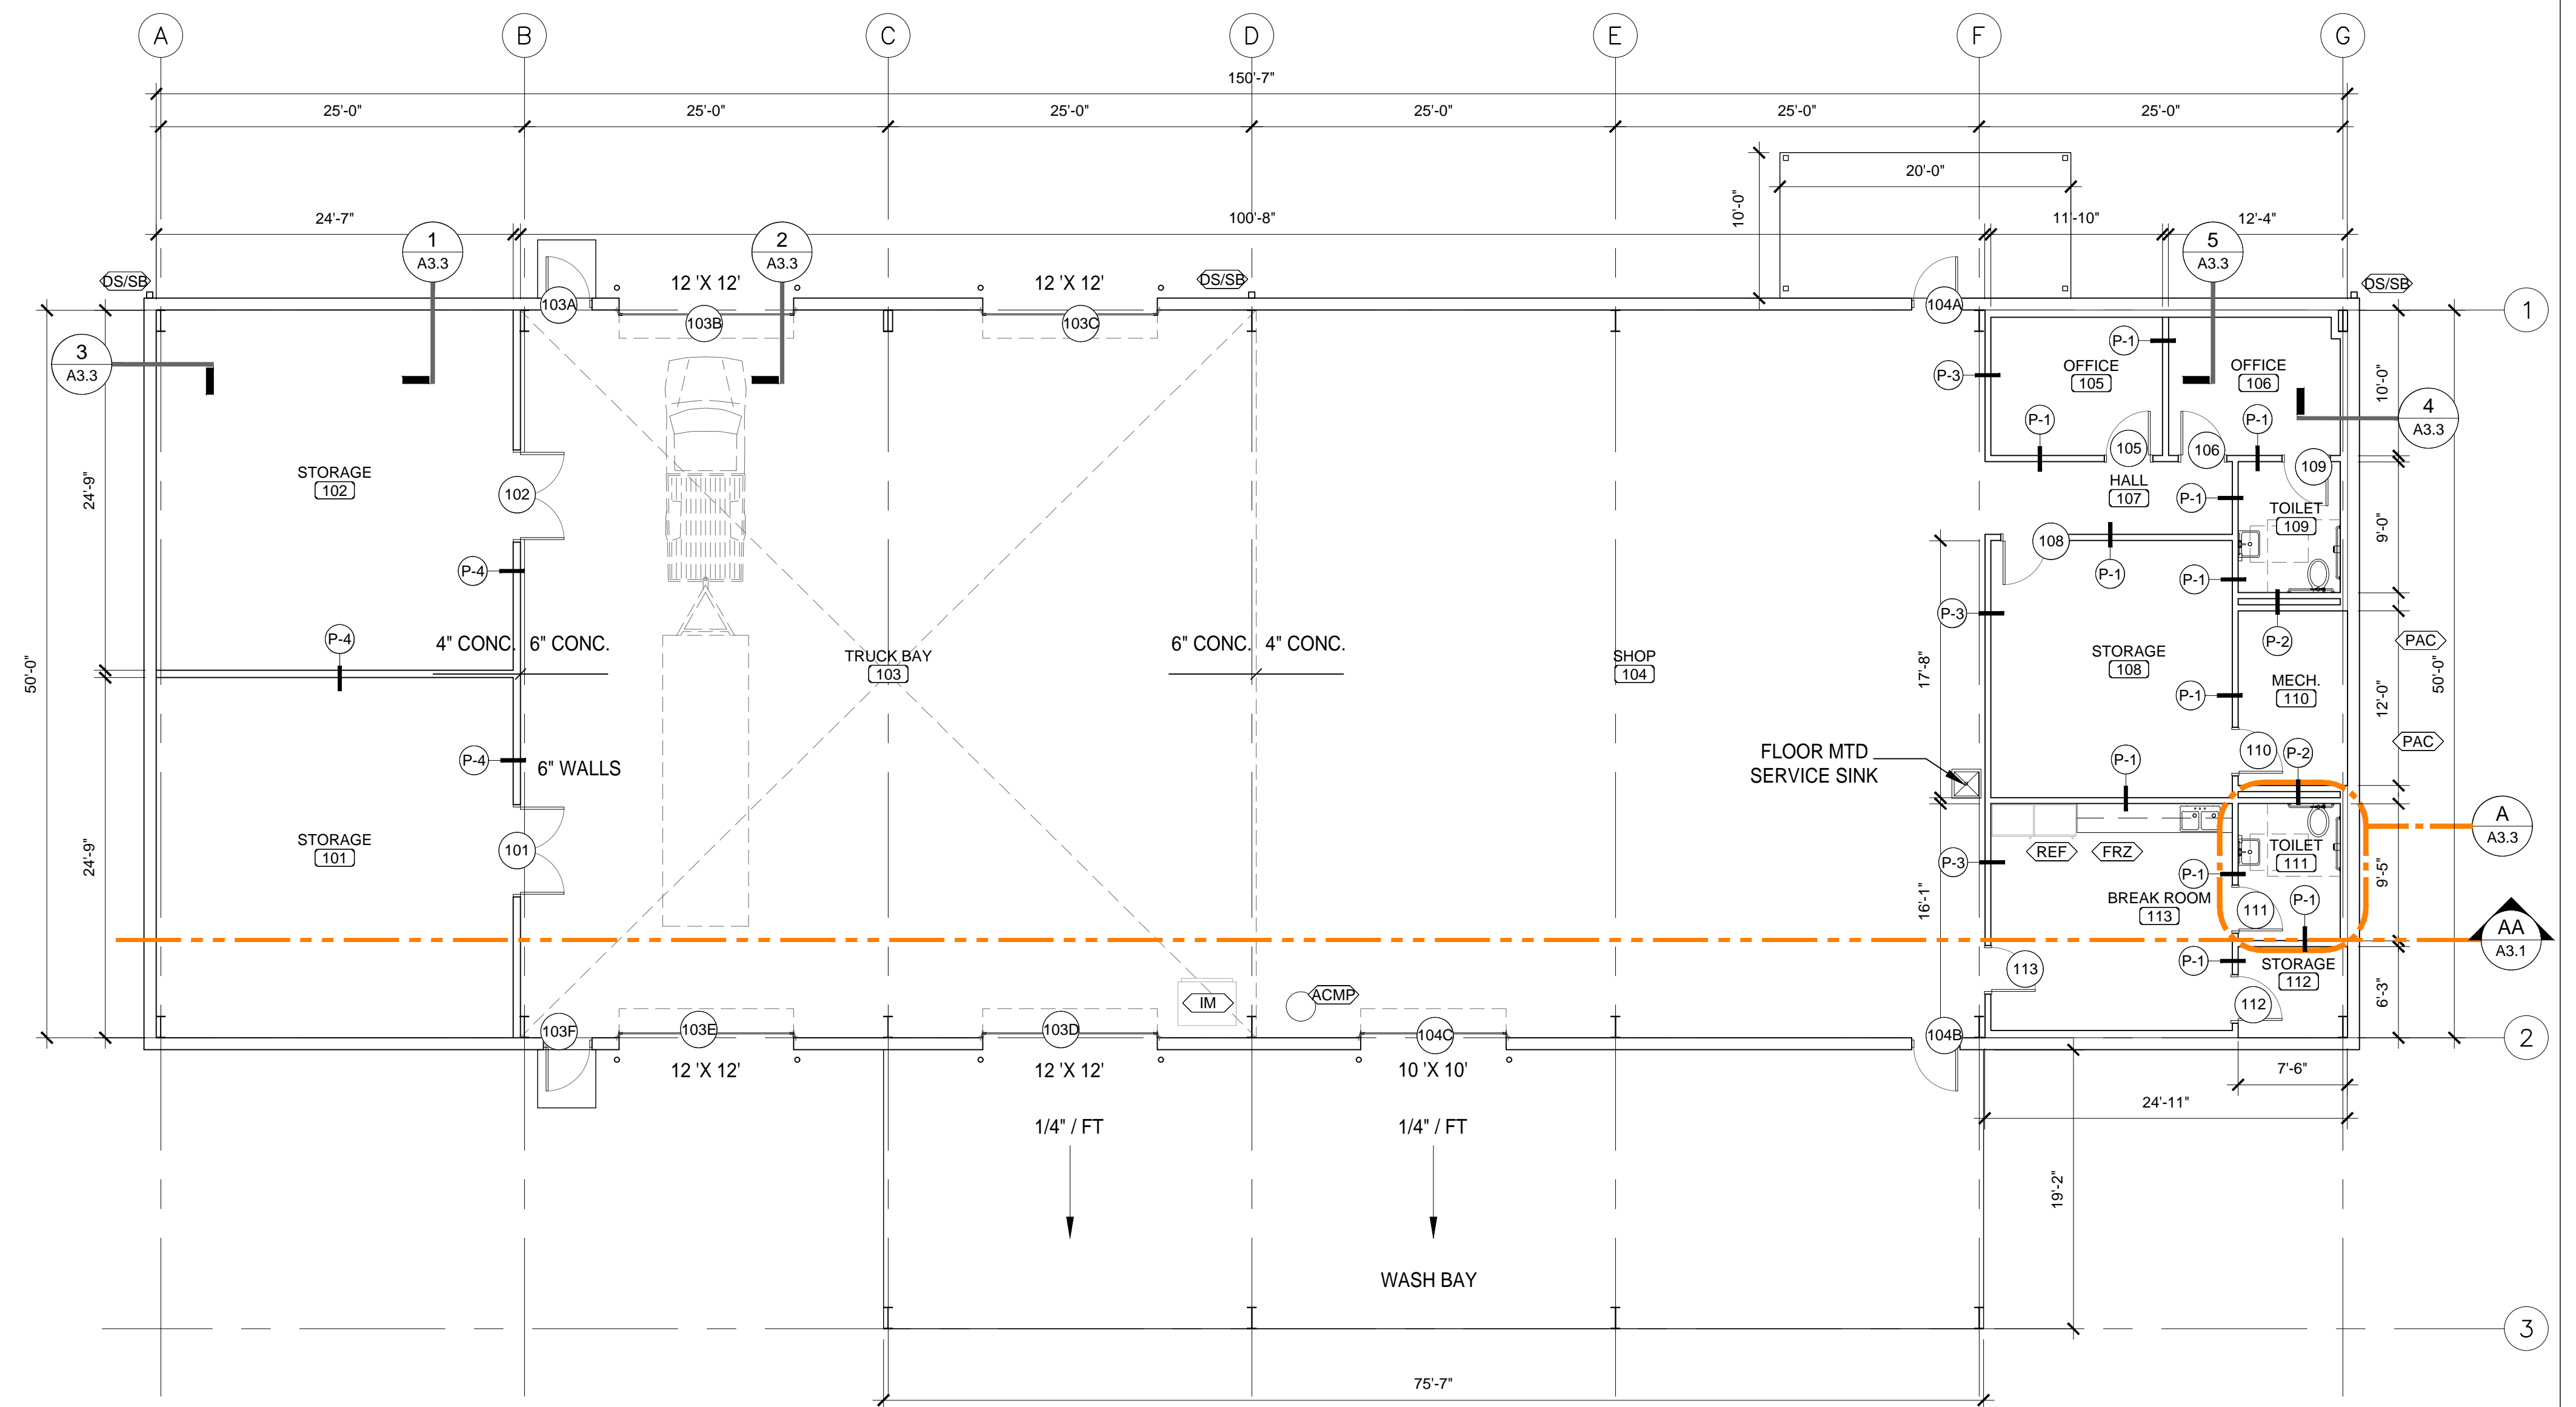 A B C D E F G
150'-7"
25'-0" 25'-0" 25'-0" 25'-0" 25'-0" 25'-0"
20'-0"
10'-0"
24'-7" 100'-8" 11'-10" 12'-4"
1
A3.3
2
A3.3
5
A3.3
DS/SB 12 'X 12' 12 'X 12' DS/SB DS/SB
103A 103B 103C 104A 1
3
A3.3
P-1
P-3
OFFICE
105
OFFICE
106
10'-0"
4
A3.3
P-1 P-1
105 106 109
STORAGE
102
24'-9"
102
HALL
107
P-1
TOILET
109
9'-0"
108
P-4
P-1 P-1
P-3
P-4
4" CONC. 6" CONC.
TRUCK BAY
103
6" CONC. 4" CONC.
SHOP
104
50'-0"
17'-8"
STORAGE
108
P-2
PAC
MECH.
110
P-1
12'-0"
50'-0"
P-4
6" WALLS
FLOOR MTD
SERVICE SINK
P-1
110
P-2
PAC
STORAGE
101
24'-9"
101
P-3
REF FRZ
TOILET
111
A
A3.3
P-1
9'-5"
16'-1"
BREAK ROOM
113
111
P-1
AA
A3.1
113
P-1
STORAGE
112
6'-3"
IM ACMP
112
103F 103E 103D 104C 104B 2
12 'X 12' 12 'X 12' 10 'X 10'
7'-6"
24'-11"
1/4" / FT 1/4" / FT
19'-2"
WASH BAY
3
75'-7"